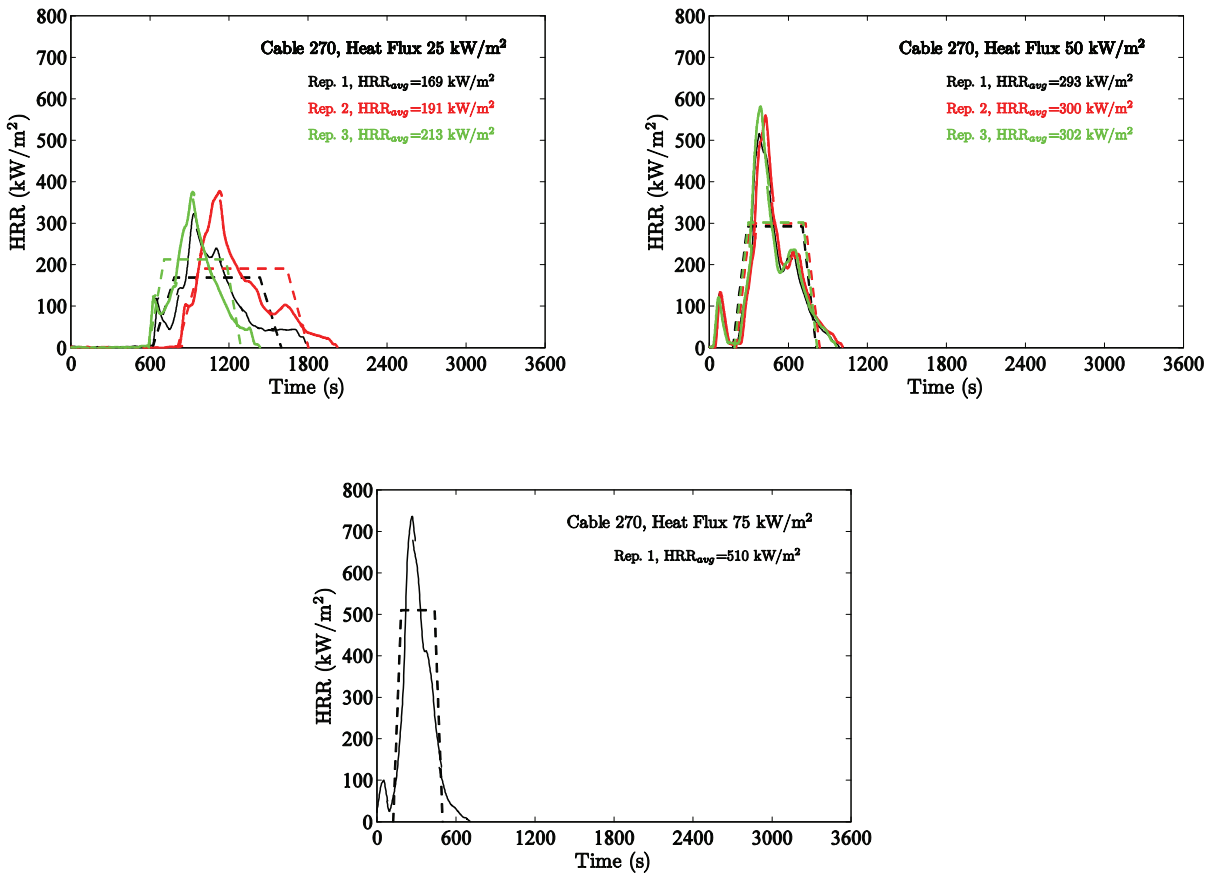 Cable 270, Heat Flux 25 kW/m²
Rep. 1, HRRavg=169 kW/m²
Rep. 2, HRRavg=191 kW/m²
Rep. 3, HRRavg=213 kW/m²
HRR (kW/m²)
800
700
600
500
400
300
200
100
0
0 600 1200 1800 2400 3000 3600
Time (s)
Cable 270, Heat Flux 50 kW/m²
Rep. 1, HRRavg=293 kW/m²
Rep. 2, HRRavg=300 kW/m²
Rep. 3, HRRavg=302 kW/m²
HRR (kW/m²)
800
700
600
500
400
300
200
100
0
0 600 1200 1800 2400 3000 3600
Time (s)
Cable 270, Heat Flux 75 kW/m²
Rep. 1, HRRavg=510 kW/m²
HRR (kW/m²)
800
700
600
500
400
300
200
100
0
0 600 1200 1800 2400 3000 3600
Time (s)